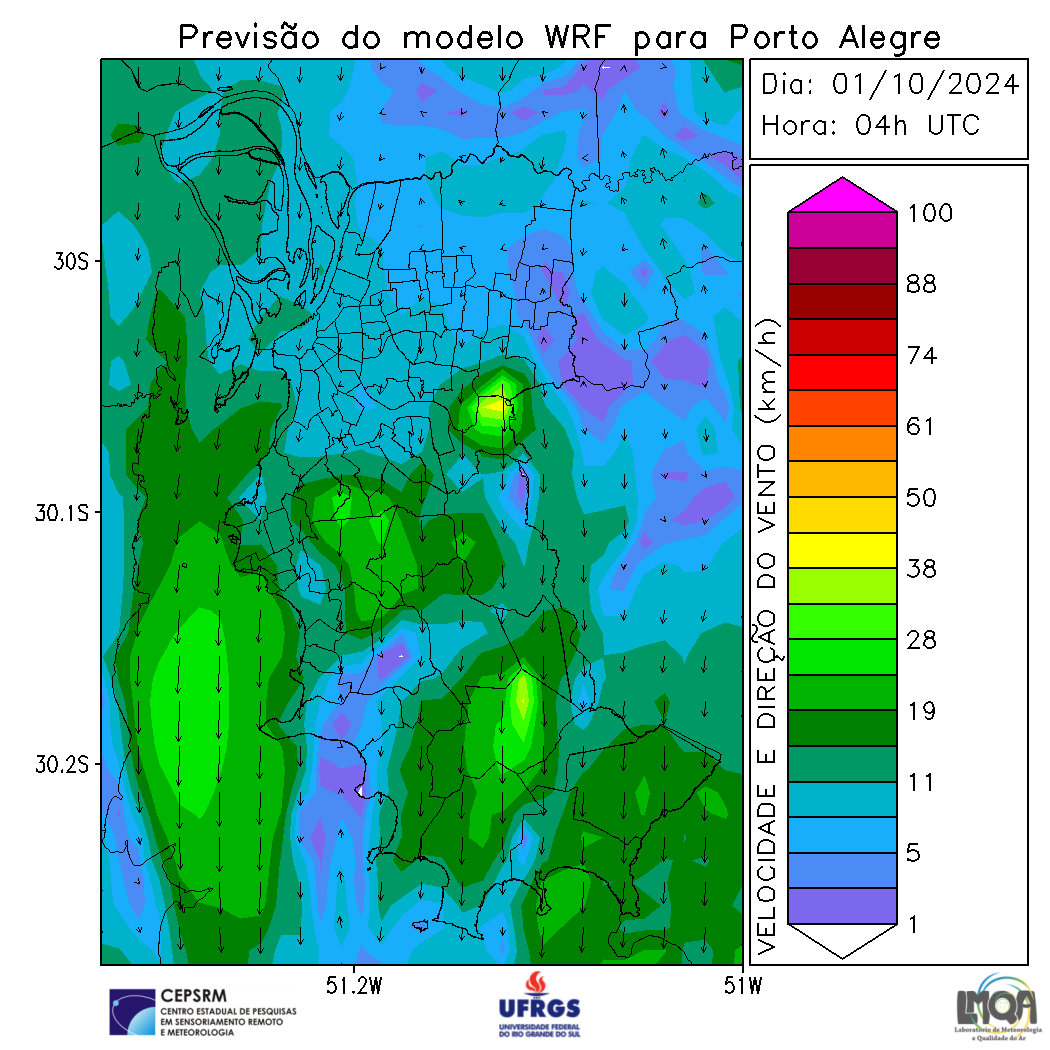 Previsão do modelo WRF para Porto Alegre
Dia: 01/10/2024
Hora: 04h UTC
30S
30.1S
30.2S
51.2W
51W
VELOCIDADE E DIREÇÃO DO VENTO (km/h)
100
88
74
61
50
38
28
19
11
5
1
CEPSRM
CENTRO ESTADUAL DE PESQUISAS
EM SENSORIAMENTO REMOTO
E METEOROLOGIA
UFRGS
UNIVERSIDADE FEDERAL
DO RIO GRANDE DO SUL
LMQA
Laboratório de Meteorologia
e Qualidade do Ar